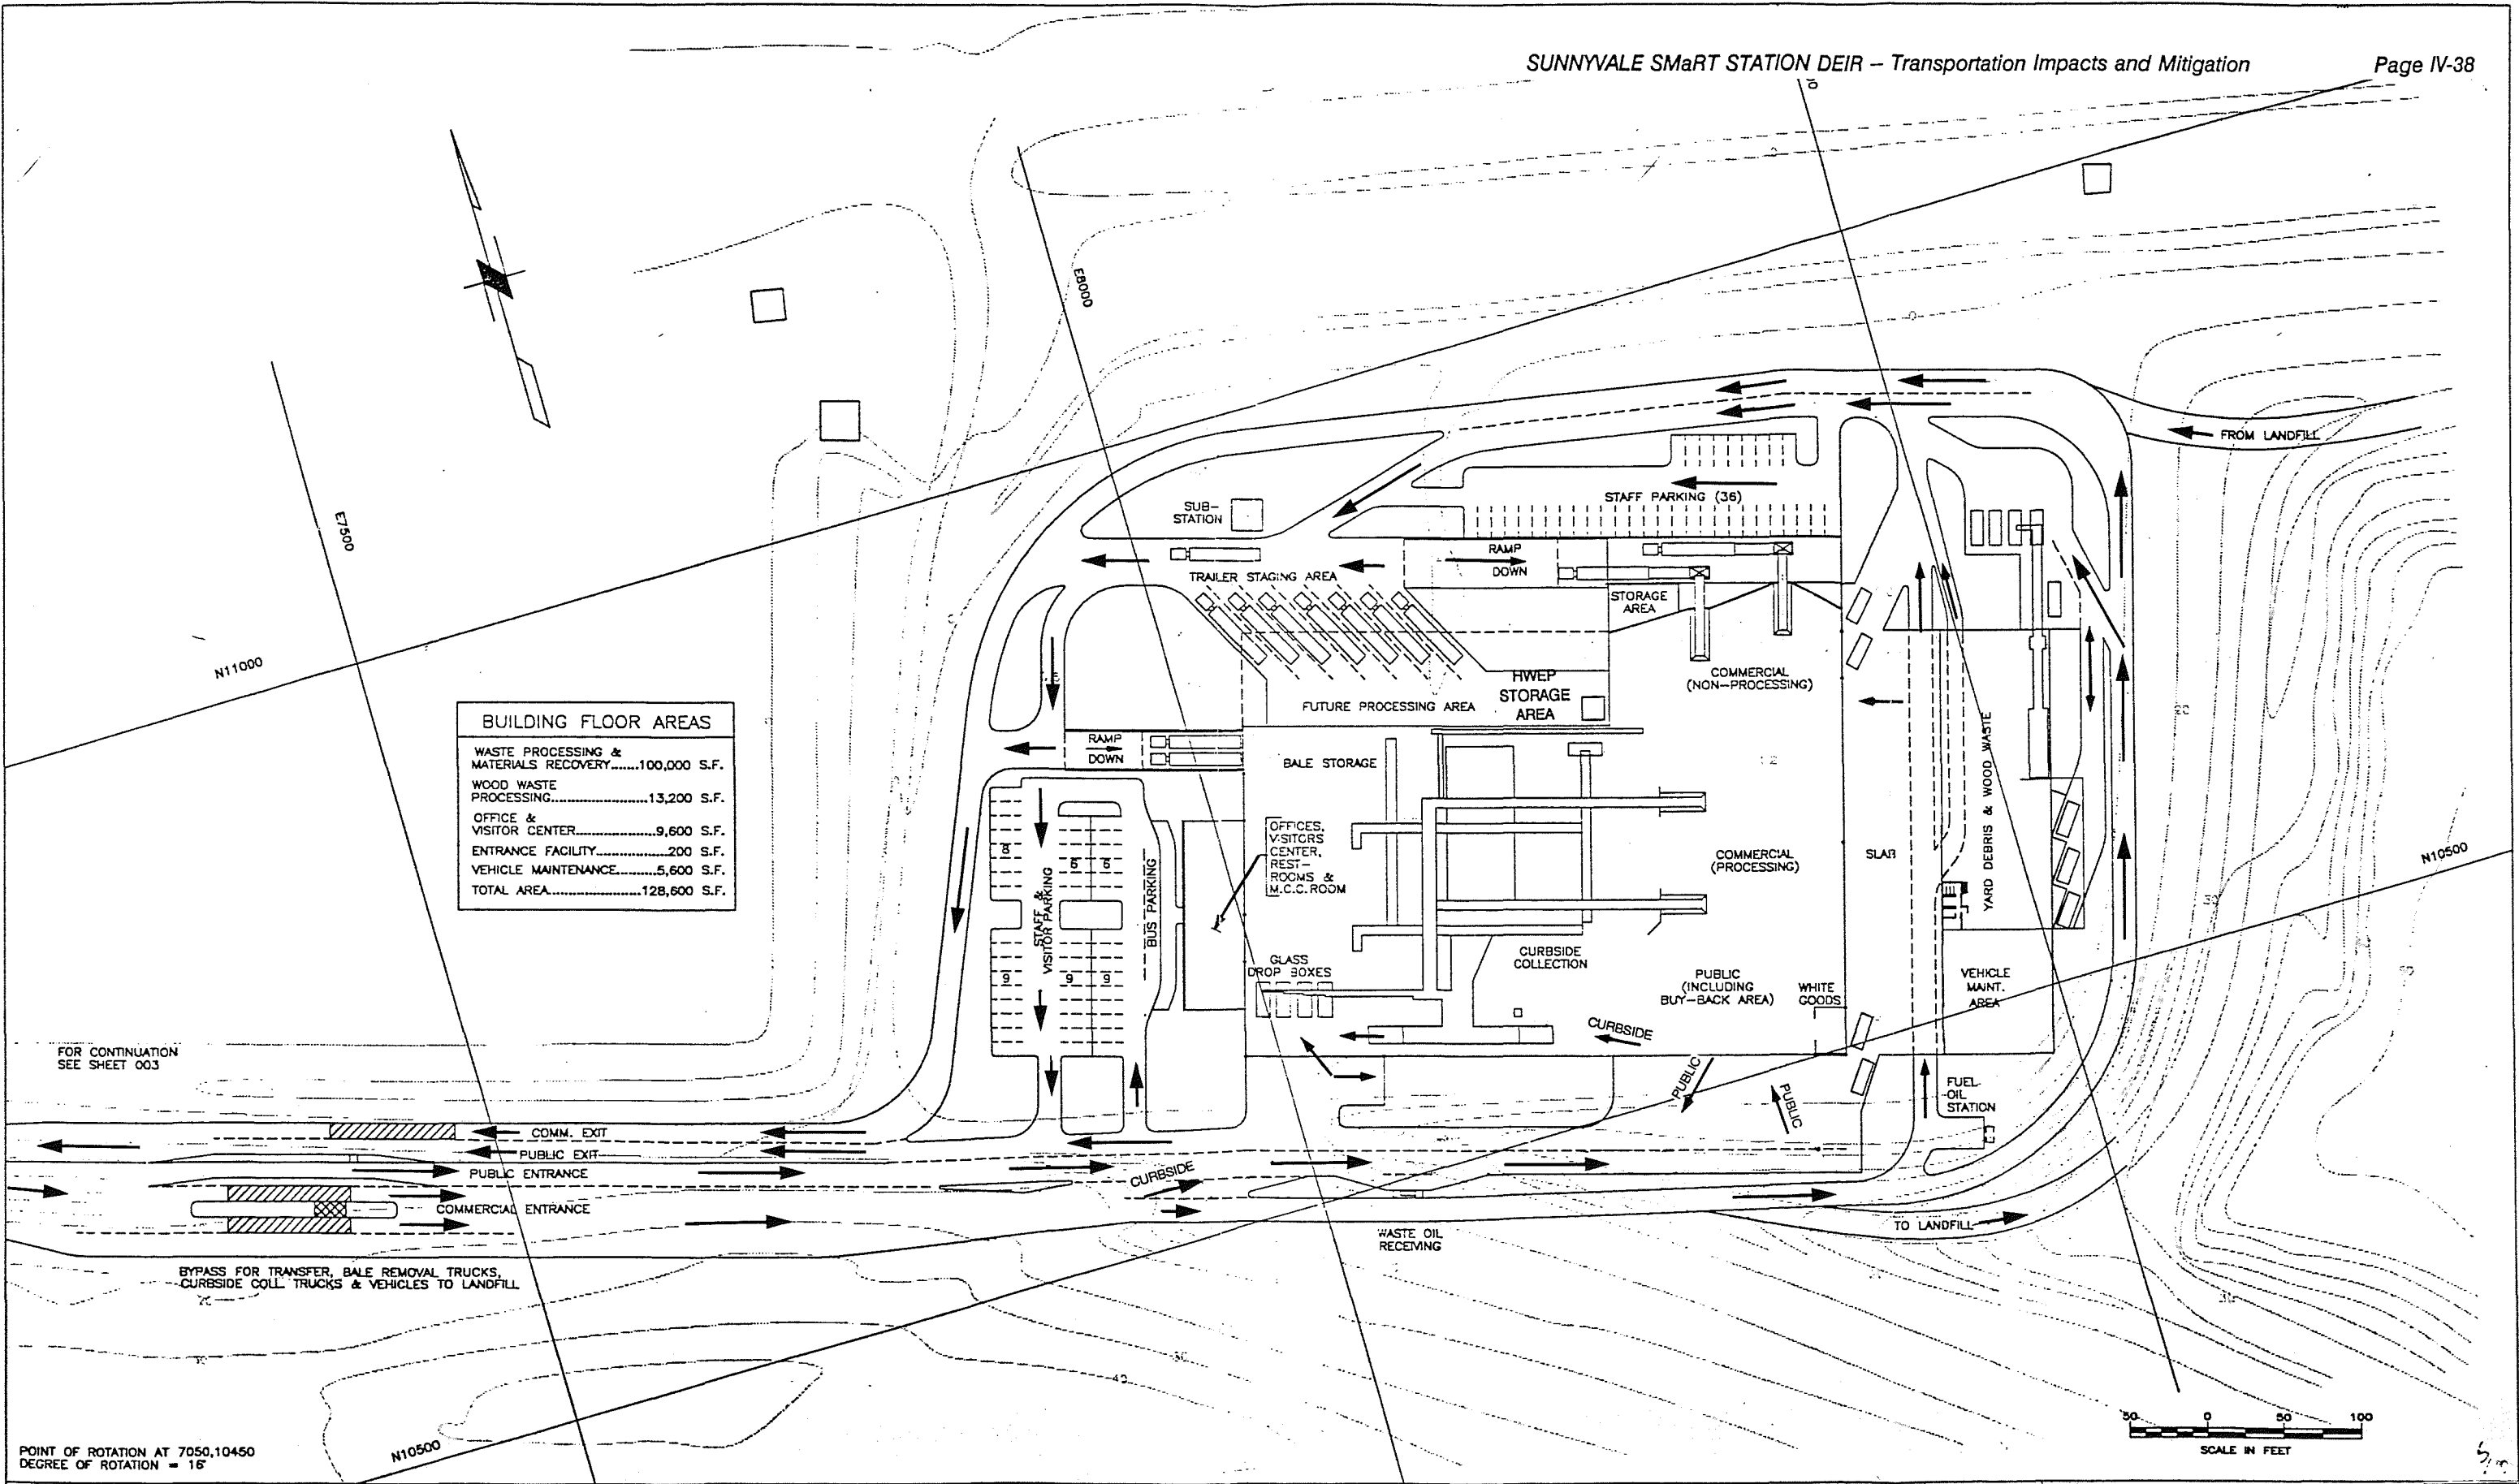 SUNNYVALE SMaRT STATION DEIR – Transportation Impacts and Mitigation
Page IV-38
E8000
E7500
N11000
FROM LANDFILL
STAFF PARKING (36)
SUB-
STATION
RAMP
DOWN
TRAILER STAGING AREA
STORAGE
AREA
COMMERCIAL
(NON-PROCESSING)
HWEP
STORAGE
AREA
FUTURE PROCESSING AREA
RAMP
DOWN
BALE STORAGE
BUILDING FLOOR AREAS
WASTE PROCESSING &
MATERIALS RECOVERY.......100,000 S.F.
WOOD WASTE
PROCESSING........................13,200 S.F.
OFFICE &
VISITOR CENTER....................9,600 S.F.
ENTRANCE FACILITY..................200 S.F.
VEHICLE MAINTENANCE..........5,600 S.F.
TOTAL AREA.......................128,600 S.F.
OFFICES,
VISITORS
CENTER,
REST-
ROOMS &
M.C.C.ROOM
8
6
6
STAFF &
VISITOR PARKING
BUS PARKING
9
9
9
COMMERCIAL
(PROCESSING)
SLAB
YARD DEBRIS & WOOD WASTE
N10500
GLASS
DROP BOXES
CURBSIDE
COLLECTION
PUBLIC
(INCLUDING
BUY-BACK AREA)
WHITE
GOODS
VEHICLE
MAINT.
AREA
CURBSIDE
PUBLIC
PUBLIC
FUEL
OIL
STATION
FOR CONTINUATION
SEE SHEET 003
COMM. EXIT
PUBLIC EXIT
PUBLIC ENTRANCE
COMMERCIAL ENTRANCE
CURBSIDE
TO LANDFILL
WASTE OIL
RECEIVING
BYPASS FOR TRANSFER, BALE REMOVAL TRUCKS,
CURBSIDE COLL. TRUCKS & VEHICLES TO LANDFILL
40
30
N10500
POINT OF ROTATION AT 7050,10450
DEGREE OF ROTATION = 16°
50 0 50 100
SCALE IN FEET